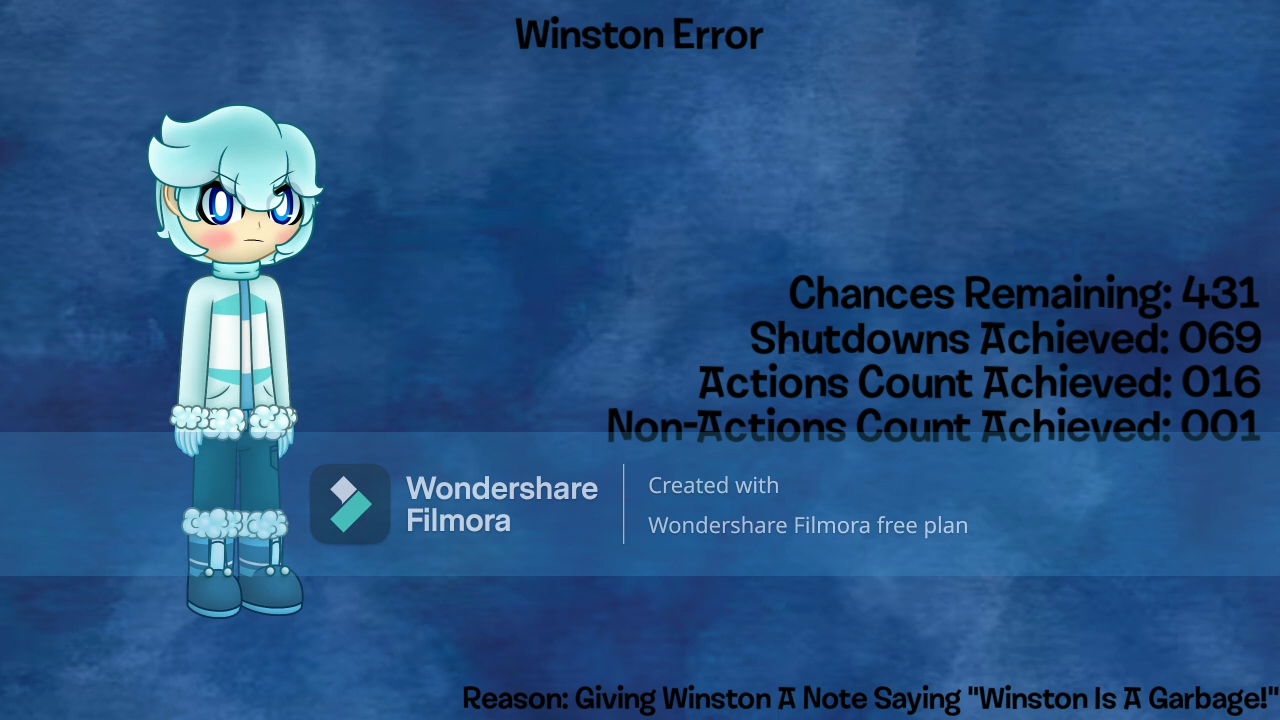 Winston Error
Chances Remaining: 431
Shutdowns Achieved: 069
Actions Count Achieved: 016
Non-Actions Count Achieved: 001
Wondershare
Filmora
Created with
Wondershare Filmora free plan
Reason: Giving Winston A Note Saying "Winston Is A Garbage!"